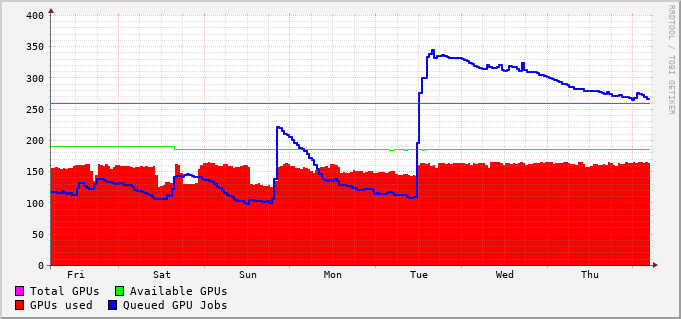 400
350
300
250
200
150
100
50
0
Fri Sat Sun Mon Tue Wed Thu
Total GPUs Available GPUs
GPUs used Queued GPU Jobs
RRDTOOL / TOBI OETIKER